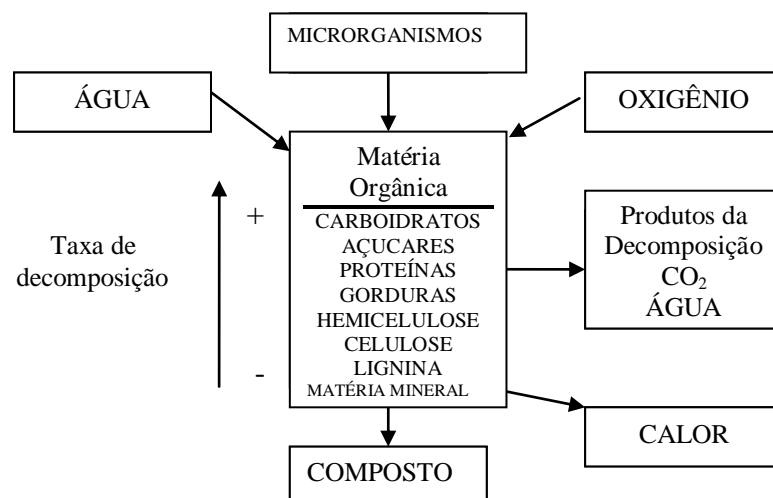 MICRORGANISMOS
ÁGUA
OXIGÊNIO
Matéria
Orgânica
CARBOIDRATOS
AÇUCARES
PROTEÍNAS
GORDURAS
HEMICELULOSE
CELULOSE
LIGNINA
MATÉRIA MINERAL
Taxa de
decomposição
+
-
Produtos da
Decomposição
CO₂
ÁGUA
CALOR
COMPOSTO